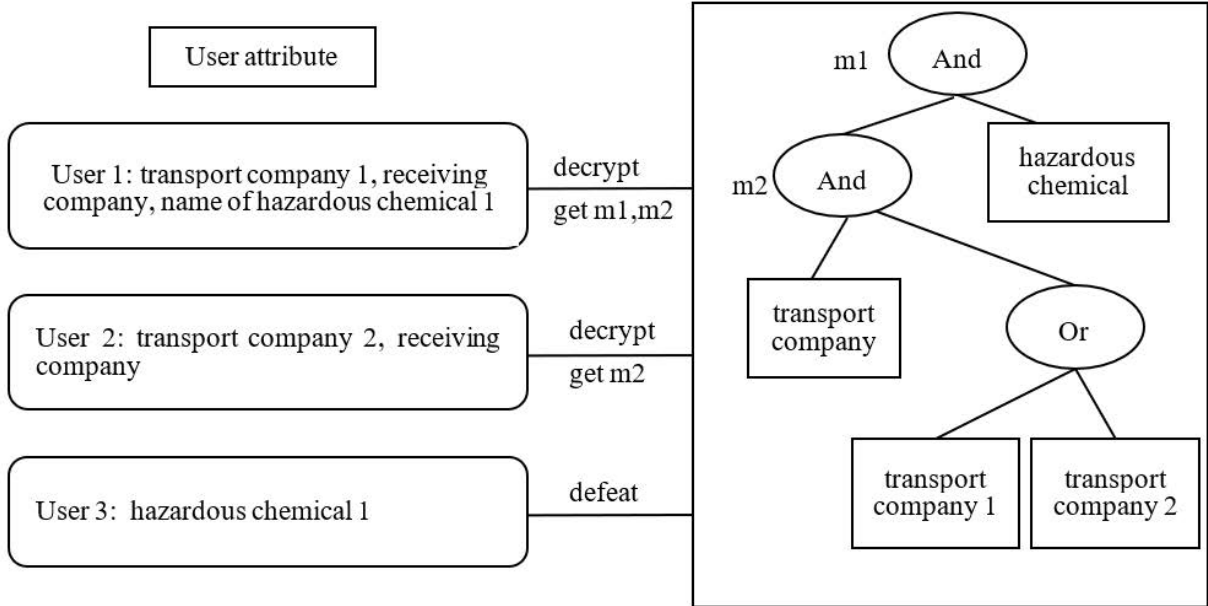 User attribute
User 1: transport company 1, receiving
company, name of hazardous chemical 1
decrypt
get m1,m2
User 2: transport company 2, receiving
company
decrypt
get m2
User 3: hazardous chemical 1
defeat
m1
And
m2
And
hazardous
chemical
transport
company
Or
transport
company 1
transport
company 2